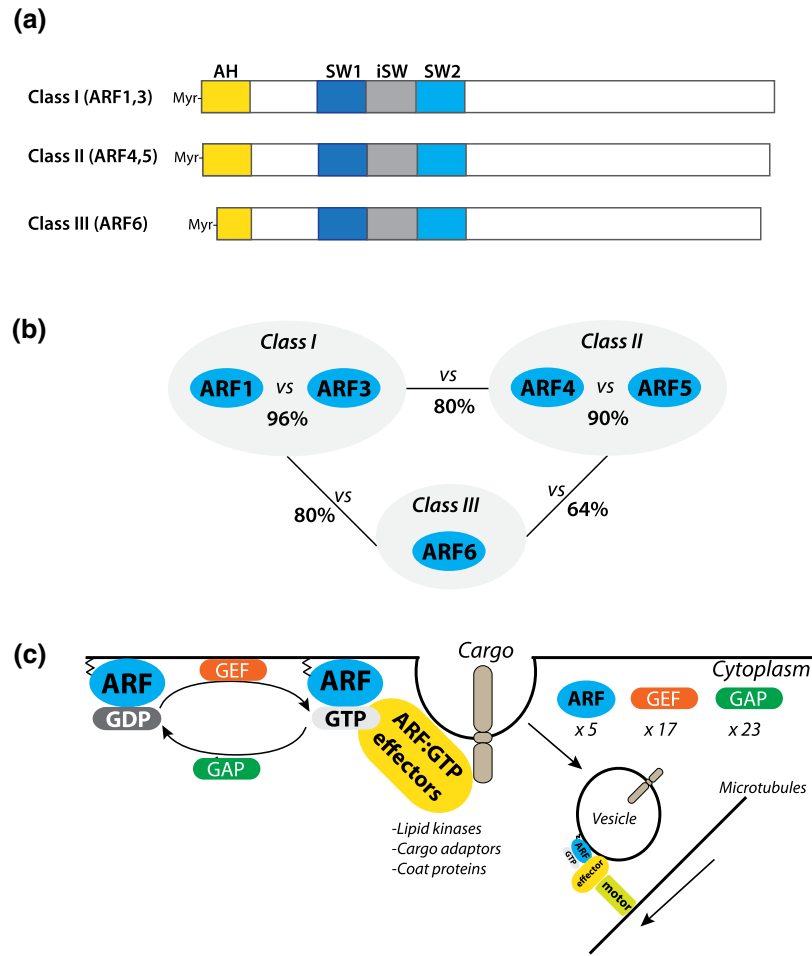 (a)
AH SW1 iSW SW2
Class I (ARF1,3) Myr-
Class II (ARF4,5) Myr-
Class III (ARF6) Myr-
(b)
Class I
ARF1 vs ARF3
96%
vs
80%
Class II
ARF4 vs ARF5
90%
vs
80%
vs
64%
Class III
ARF6
(c)
ARF
GDP
GEF
GAP
ARF
GTP
ARF:GTP
effectors
-Lipid kinases
-Cargo adaptors
-Coat proteins
Cargo
Cytoplasm
ARF GEF GAP
x 5 x 17 x 23
Microtubules
Vesicle
ARF
GTP
effector
motor